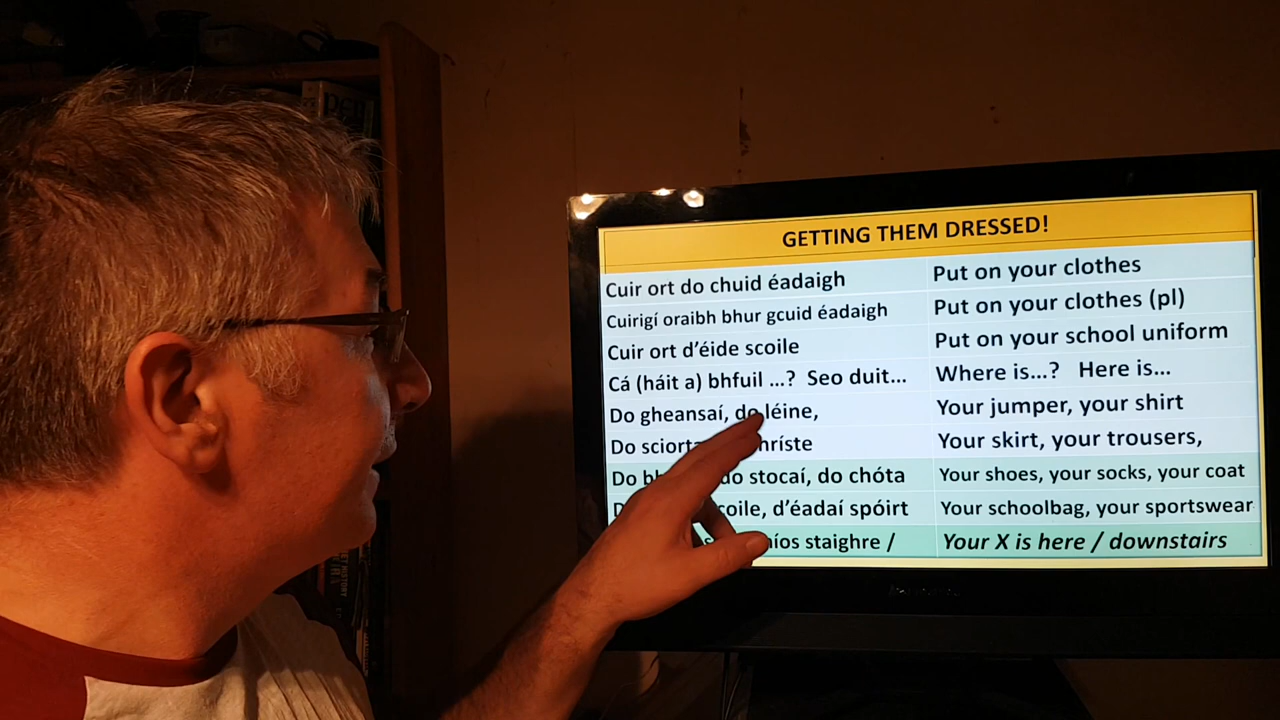 GETTING THEM DRESSED!
Cuir ort do chuid éadaigh Put on your clothes
Cuirigí oraibh bhur gcuid éadaigh Put on your clothes (pl)
Cuir ort d'éide scoile Put on your school uniform
Cá (háit a) bhfuil ...? Seo duit... Where is...? Here is...
Do gheansaí, do léine, Your jumper, your shirt
Do Your skirt, your trousers,
Do do stocaí, do chóta Your shoes, your socks, your coat
d'éadaí spóirt Your schoolbag, your sportswear
staighre / Your X is here / downstairs